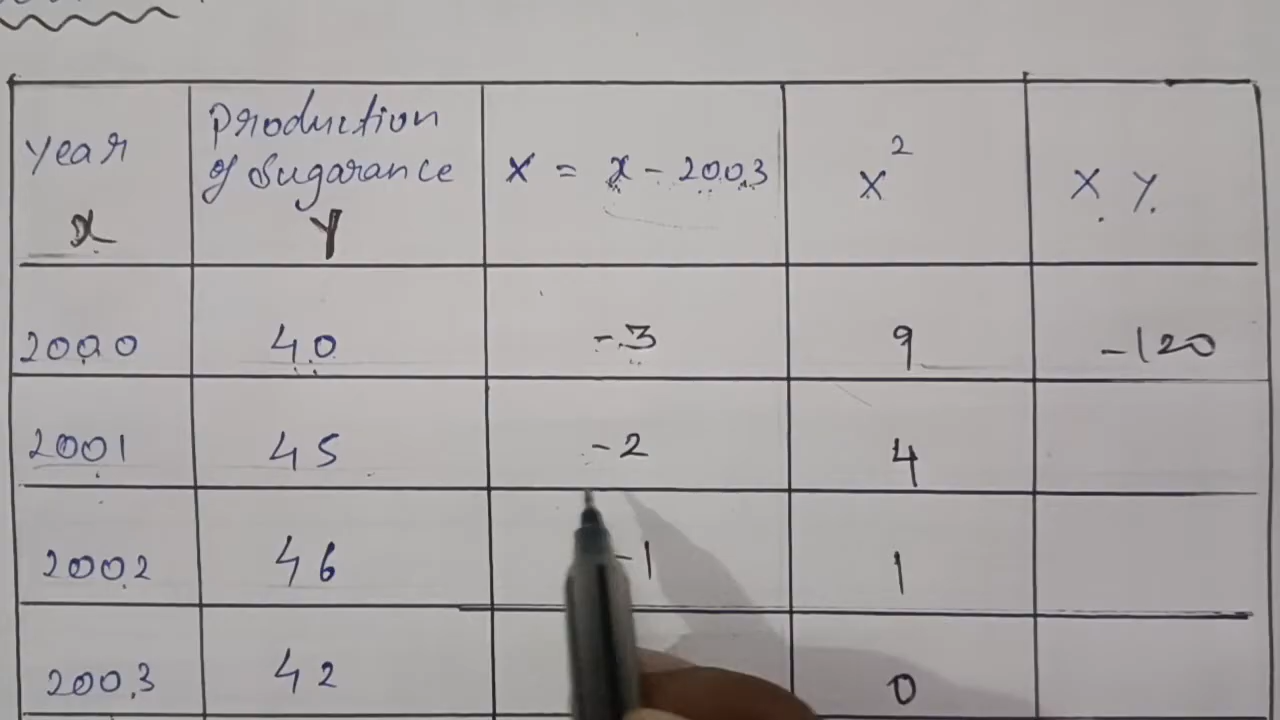 Year Production
of Sugarance X = x - 2003 X² X Y
x Y
2000 40 -3 9 -120
2001 45 -2 4
2002 46 -1 1
2003 42 0